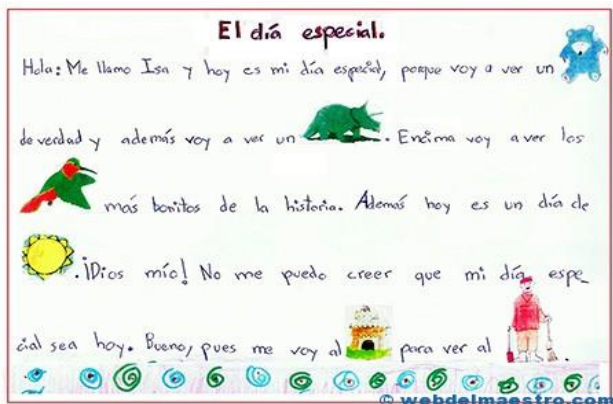 El día especial.
Hola: Me llamo Isa y hoy es mi día especial, porque voy a ver un
de verdad y además voy a ver un . Encima voy a ver los
más bonitos de la historia. Además hoy es un día de
. ¡Dios mío! No me puedo creer que mi día espe_
cial sea hoy. Bueno, pues me voy al para ver al .
© webdelmaestro.com